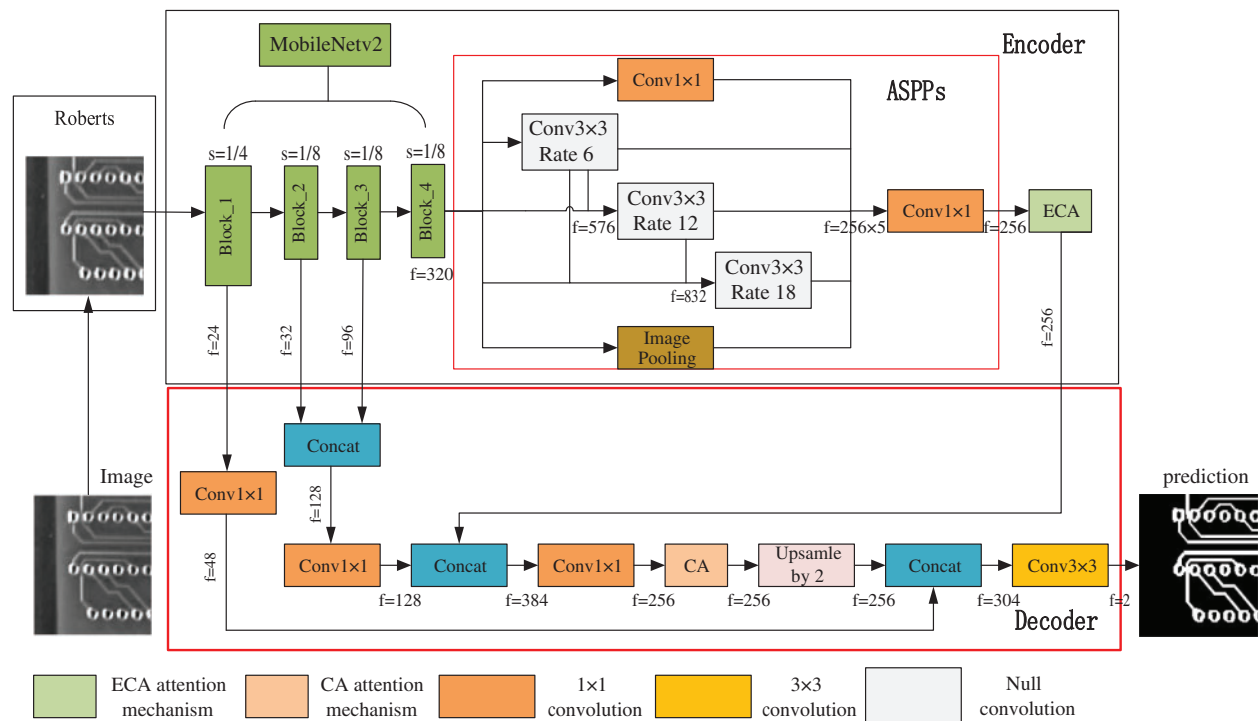 MobileNetv2
Encoder
Roberts
ASPPs
Conv1×1
Conv3×3
Rate 6
s=1/4
s=1/8
s=1/8
s=1/8
Block_1
Block_2
Block_3
Block_4
Conv3×3
Rate 12
f=576
f=256×5
Conv1×1
f=256
ECA
f=320
Conv3×3
Rate 18
f=832
Image
Pooling
f=24
f=32
f=96
f=256
Concat
Image
Conv1×1
f=128
prediction
f=48
Conv1×1
Concat
Conv1×1
CA
Upsamle
by 2
Concat
Conv3×3
f=128
f=384
f=256
f=256
f=256
f=304
f=2
Decoder
ECA attention
mechanism
CA attention
mechanism
1×1
convolution
3×3
convolution
Null
convolution